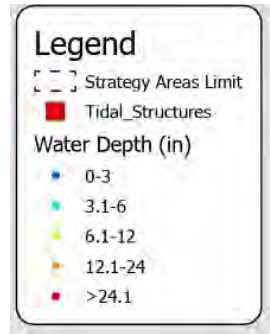 Legend
Strategy Areas Limit
Tidal_Structures
Water Depth (in)
0-3
3.1-6
6.1-12
12.1-24
>24.1